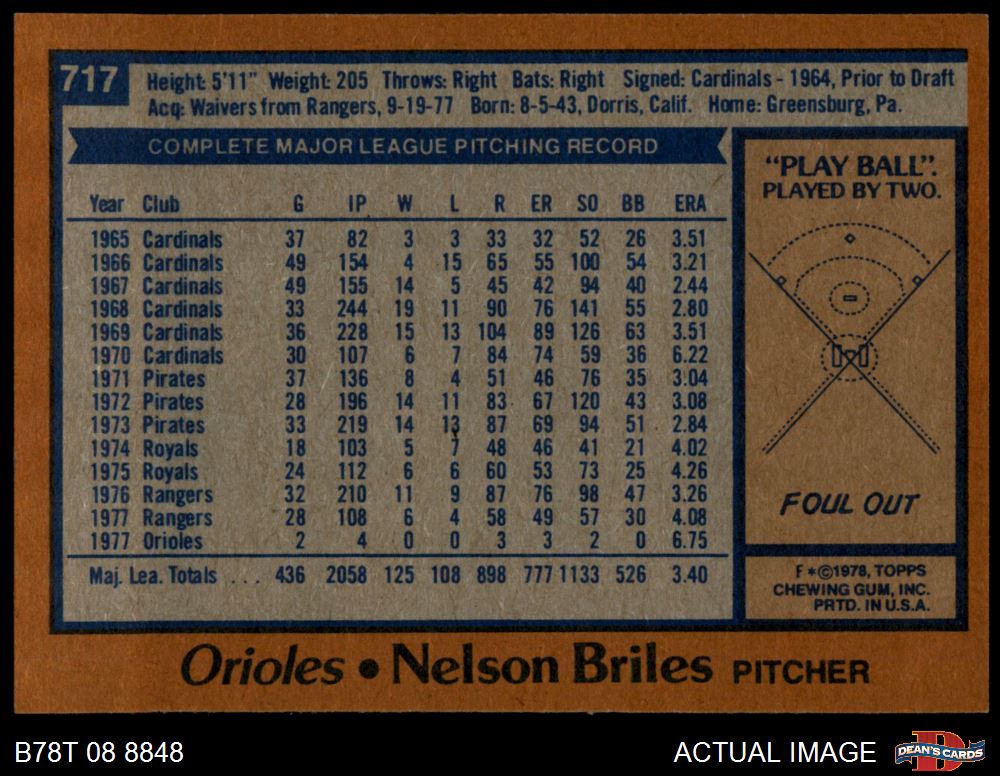 717
Height: 5'11" Weight: 205 Throws: Right Bats: Right Signed: Cardinals - 1964, Prior to Draft
Acq: Waivers from Rangers, 9-19-77 Born: 8-5-43, Dorris, Calif. Home: Greensburg, Pa.
COMPLETE MAJOR LEAGUE PITCHING RECORD
Year Club G IP W L R ER SO BB ERA
1965 Cardinals 37 82 3 3 33 32 52 26 3.51
1966 Cardinals 49 154 4 15 65 55 100 54 3.21
1967 Cardinals 49 155 14 5 45 42 94 40 2.44
1968 Cardinals 33 244 19 11 90 76 141 55 2.80
1969 Cardinals 36 228 15 13 104 89 126 63 3.51
1970 Cardinals 30 107 6 7 84 74 59 36 6.22
1971 Pirates 37 136 8 4 51 46 76 35 3.04
1972 Pirates 28 196 14 11 83 67 120 43 3.08
1973 Pirates 33 219 14 13 87 69 94 51 2.84
1974 Royals 18 103 5 7 48 46 41 21 4.02
1975 Royals 24 112 6 6 60 53 73 25 4.26
1976 Rangers 32 210 11 9 87 76 98 47 3.26
1977 Rangers 28 108 6 4 58 49 57 30 4.08
1977 Orioles 2 4 0 0 3 3 2 0 6.75
Maj. Lea. Totals ... 436 2058 125 108 898 777 1133 526 3.40
"PLAY BALL".
PLAYED BY TWO.
FOUL OUT
F*©1978, TOPPS
CHEWING GUM, INC.
PRTD. IN U.S.A.
Orioles • Nelson Briles PITCHER
B78T 08 8848
ACTUAL IMAGE
DEAN'S CARDS